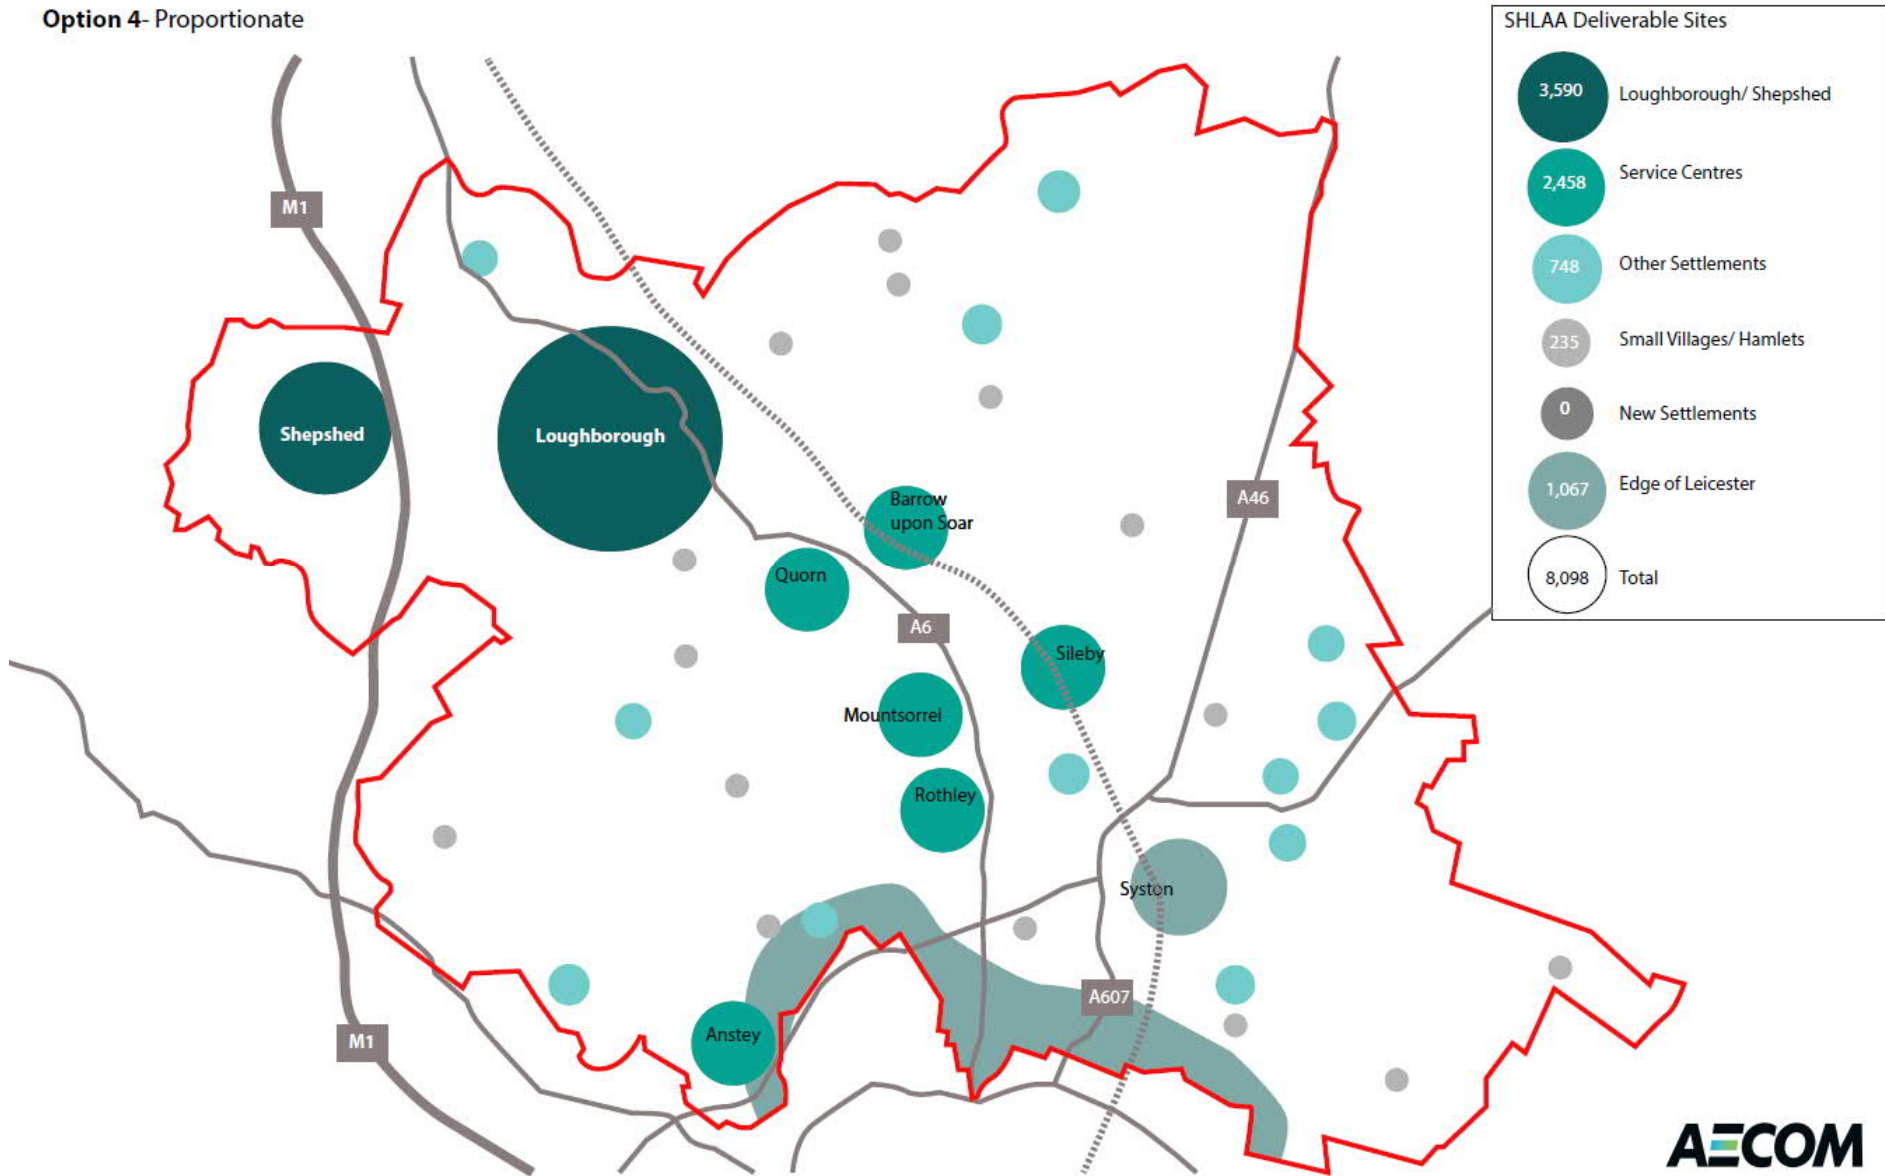 Option 4- Proportionate
SHLAA Deliverable Sites
3,590
Loughborough/ Shepshed
2,458
Service Centres
748
Other Settlements
235
Small Villages/ Hamlets
0
New Settlements
1,067
Edge of Leicester
8,098
Total
M1
Shepshed
Loughborough
Barrow
upon Soar
A46
Quorn
A6
Sileby
Mountsorrel
Rothley
Syston
A607
Anstey
M1
AECOM